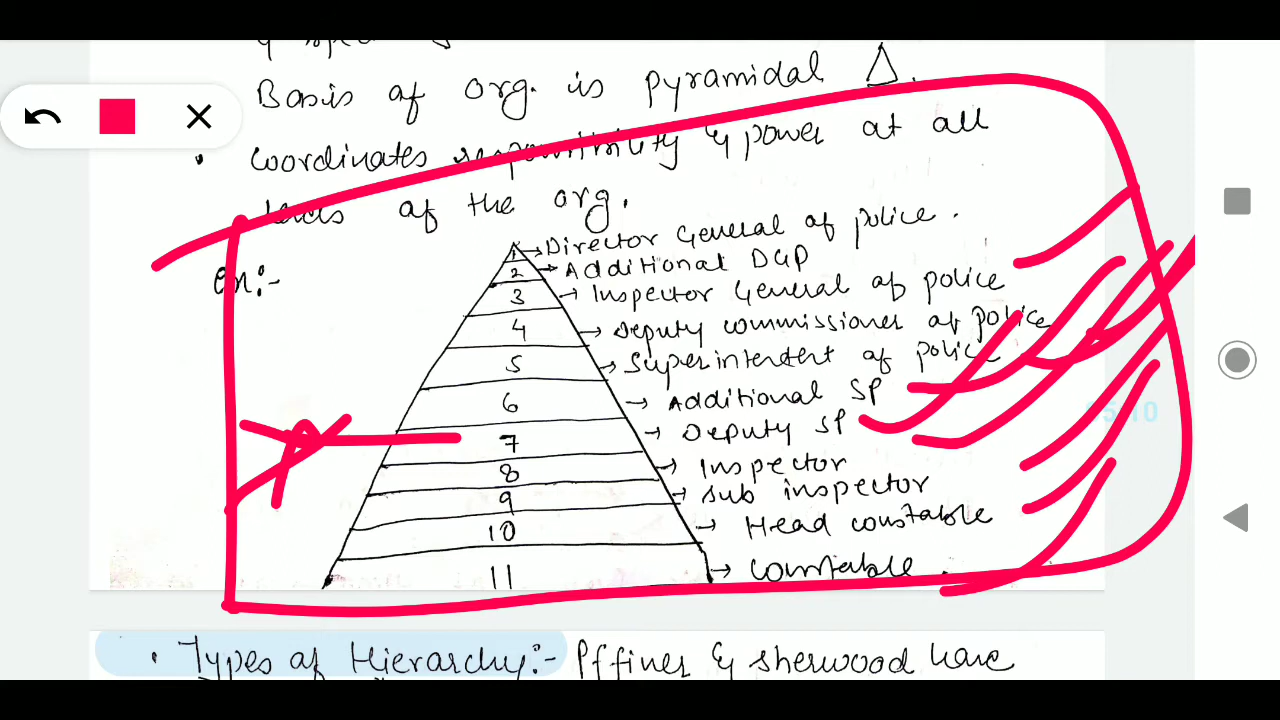 Basis of org. is pyramidal Δ.
• Coordinates responsibility & power at all
levels of the org.
Ex:-
1 → Director General of police.
2 → Additional DGP
3 → Inspector General of police
4 → Deputy commissioner of police
5 → Superintendent of police
6 → Additional SP
7 → Deputy SP
8 → Inspector
9 → Sub inspector
10 → Head constable
11 → Constable.
• Types of Hierarchy:- Pffiner & sherwood have